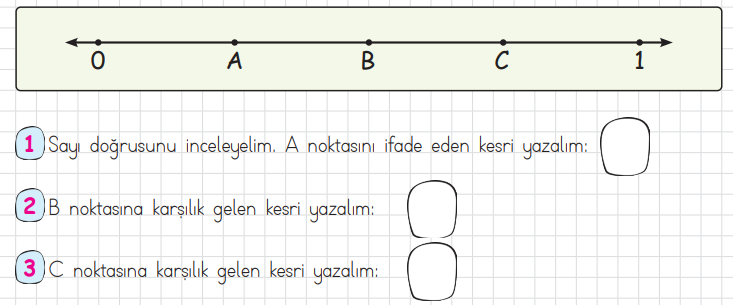 0 A B C 1
1 Sayı doğrusunu inceleyelim. A noktasını ifade eden kesri yazalım:
2 B noktasına karşılık gelen kesri yazalım:
3 C noktasına karşılık gelen kesri yazalım: